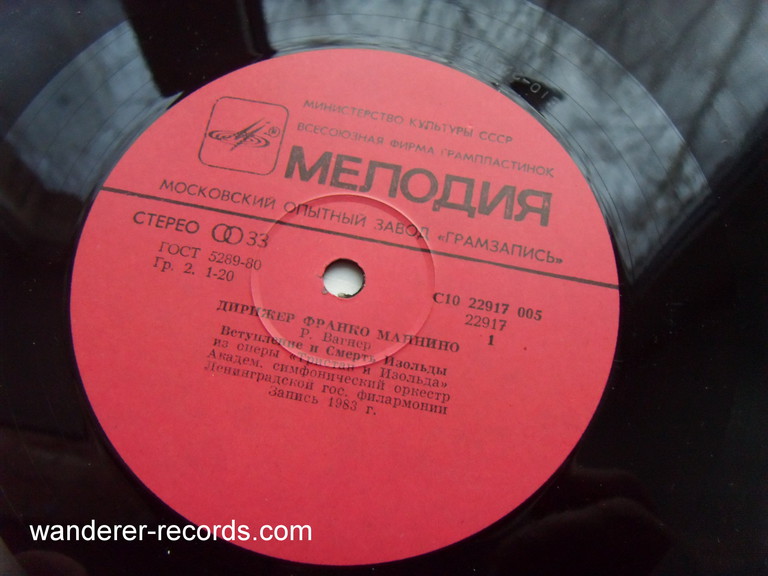 МИНИСТЕРСТВО КУЛЬТУРЫ СССР
ВСЕСОЮЗНАЯ ФИРМА ГРАМПЛАСТИНОК
®
МЕЛОДИЯ
МОСКОВСКИЙ ОПЫТНЫЙ ЗАВОД «ГРАМЗАПИСЬ»
СТЕРЕО 33
ГОСТ 5289-80
Гр. 2. 1-20
С10 22917 005
22917
1
ДИРИЖЕР ФРАНКО МАННИНО
Р. Вагнер
Вступление и Смерть Изольды
из оперы «Тристан и Изольда»
Академ. симфонический оркестр
Ленинградской гос. филармонии
Запись 1983 г.
wanderer-records.com